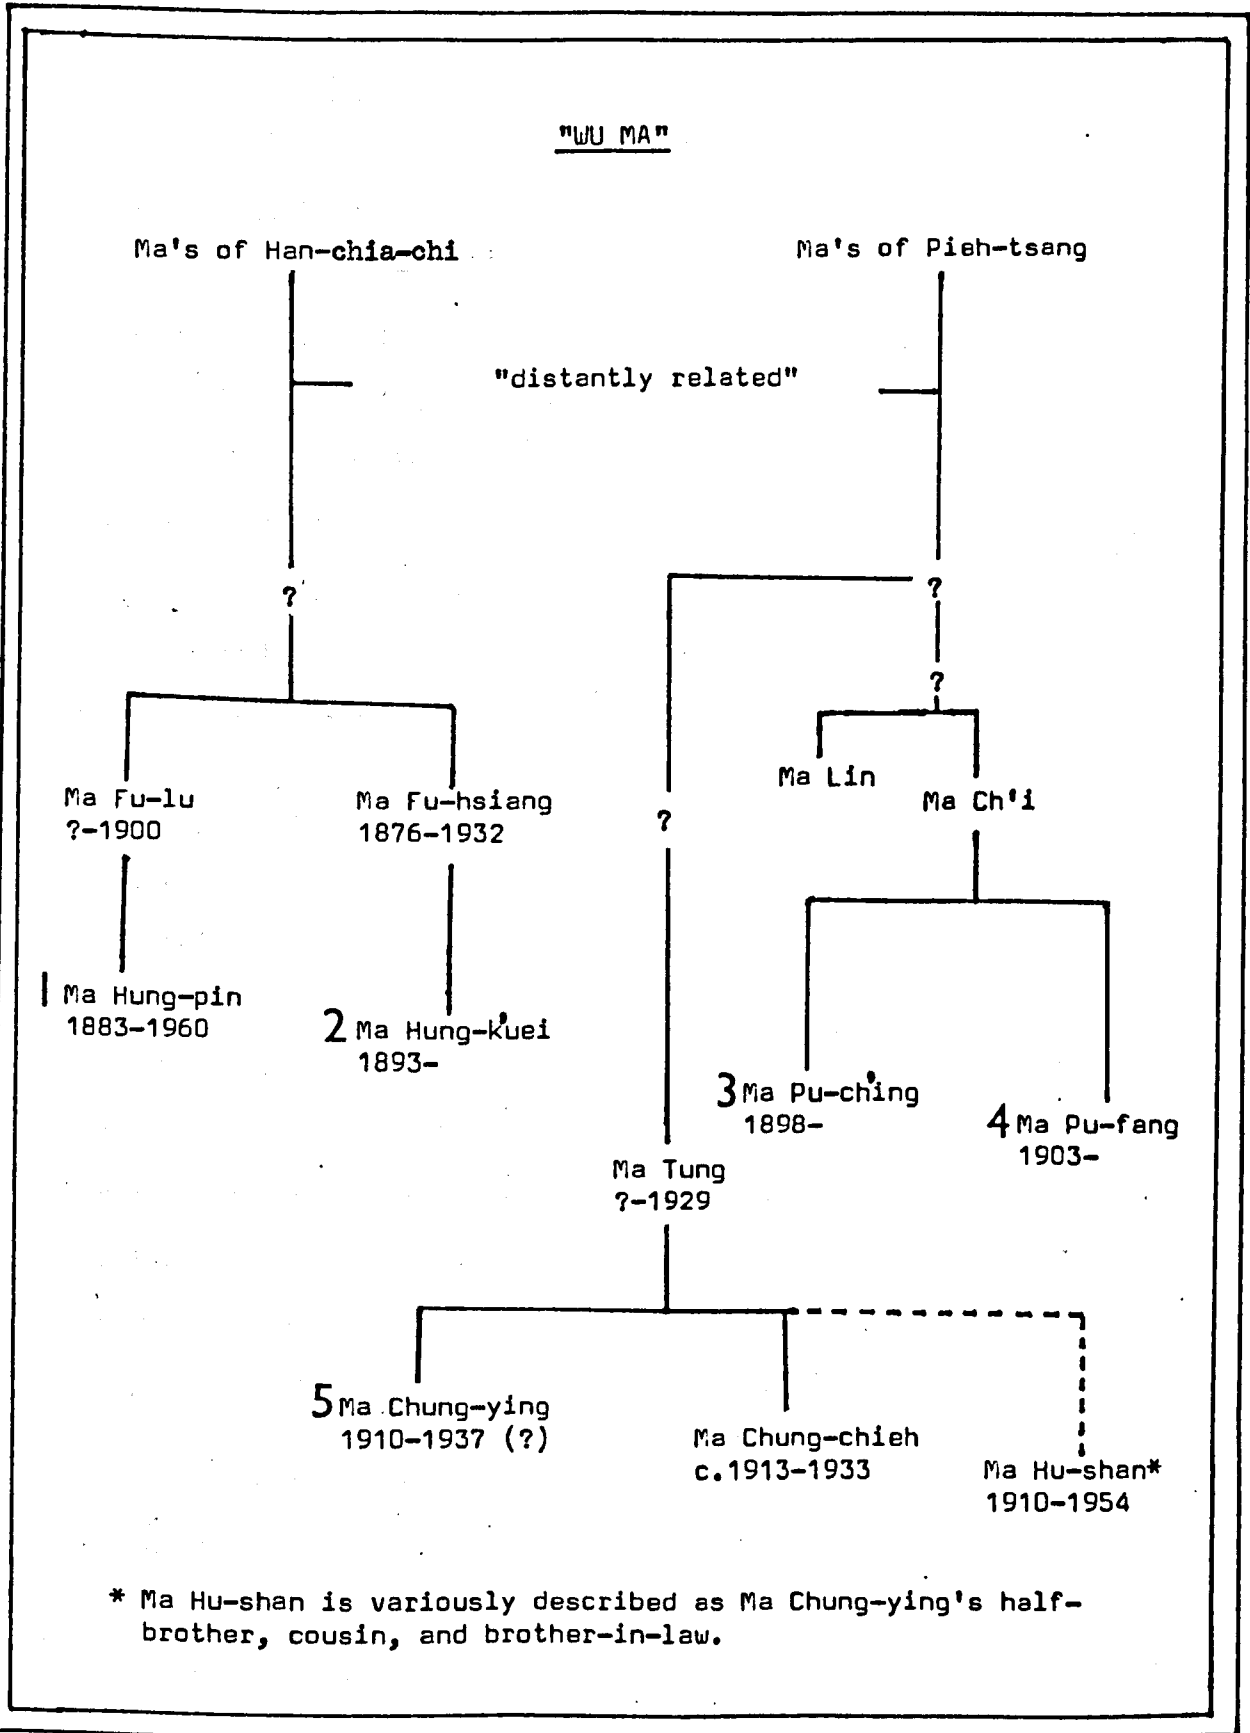 "WU MA"
Ma's of Han-chia-chi
Ma's of Pieh-tsang
"distantly related"
?
?
?
Ma Lin
Ma Ch'i
Ma Fu-lu
?-1900
Ma Fu-hsiang
1876-1932
?
1 Ma Hung-pin
1883-1960
2 Ma Hung-k'uei
1893-
3 Ma Pu-ch'ing
1898-
4 Ma Pu-fang
1903-
Ma Tung
?-1929
5 Ma Chung-ying
1910-1937 (?)
Ma Chung-chieh
c.1913-1933
Ma Hu-shan*
1910-1954
* Ma Hu-shan is variously described as Ma Chung-ying's half-
brother, cousin, and brother-in-law.